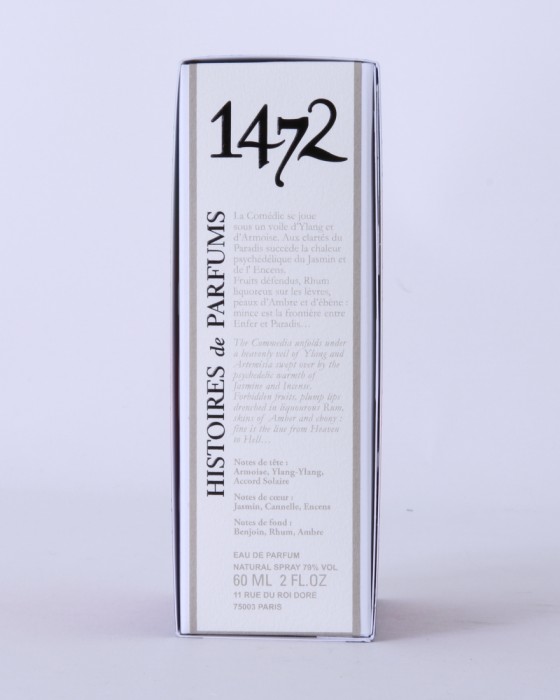 1472
HISTOIRES de PARFUMS
La Comédie se joue
sous un voile d'Ylang et
d'Armoise. Aux clartés du
Paradis succède la chaleur
psychédélique du Jasmin et
de l' Encens.
Fruits défendus, Rhum
liquoreux sur les lèvres,
peaux d'Ambre et d'ébène :
mince est la frontière entre
Enfer et Paradis...
The Commedia unfolds under
a heavenly veil of Ylang and
Artemisia swept over by the
psychedelic warmth of
Jasmine and Incense.
Forbidden fruits, plump lips
drenched in liquourous Rum,
skins of Amber and ebony :
fine is the line from Heaven
to Hell...
Notes de tête :
Armoise, Ylang-Ylang,
Accord Solaire
Notes de cœur :
Jasmin, Cannelle, Encens
Notes de fond :
Benjoin, Rhum, Ambre
EAU DE PARFUM
NATURAL SPRAY 79% VOL
60 ML 2 FL.OZ
11 RUE DU ROI DORÉ
75003 PARIS